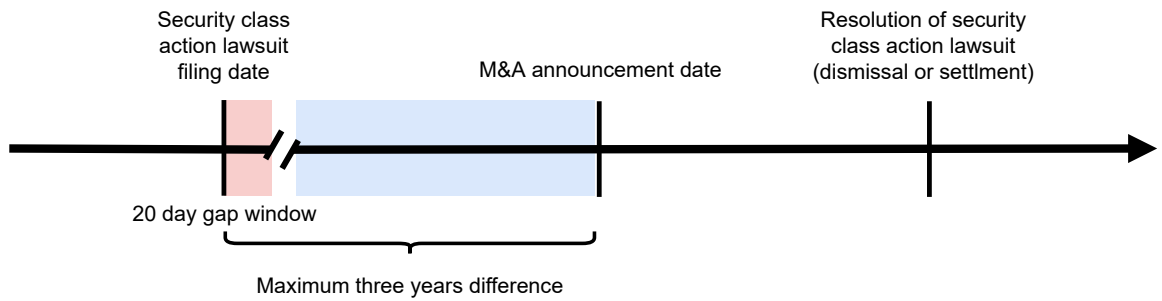 Security class
action lawsuit
filing date
M&A announcement date
Resolution of security
class action lawsuit
(dismissal or settlment)
20 day gap window
Maximum three years difference